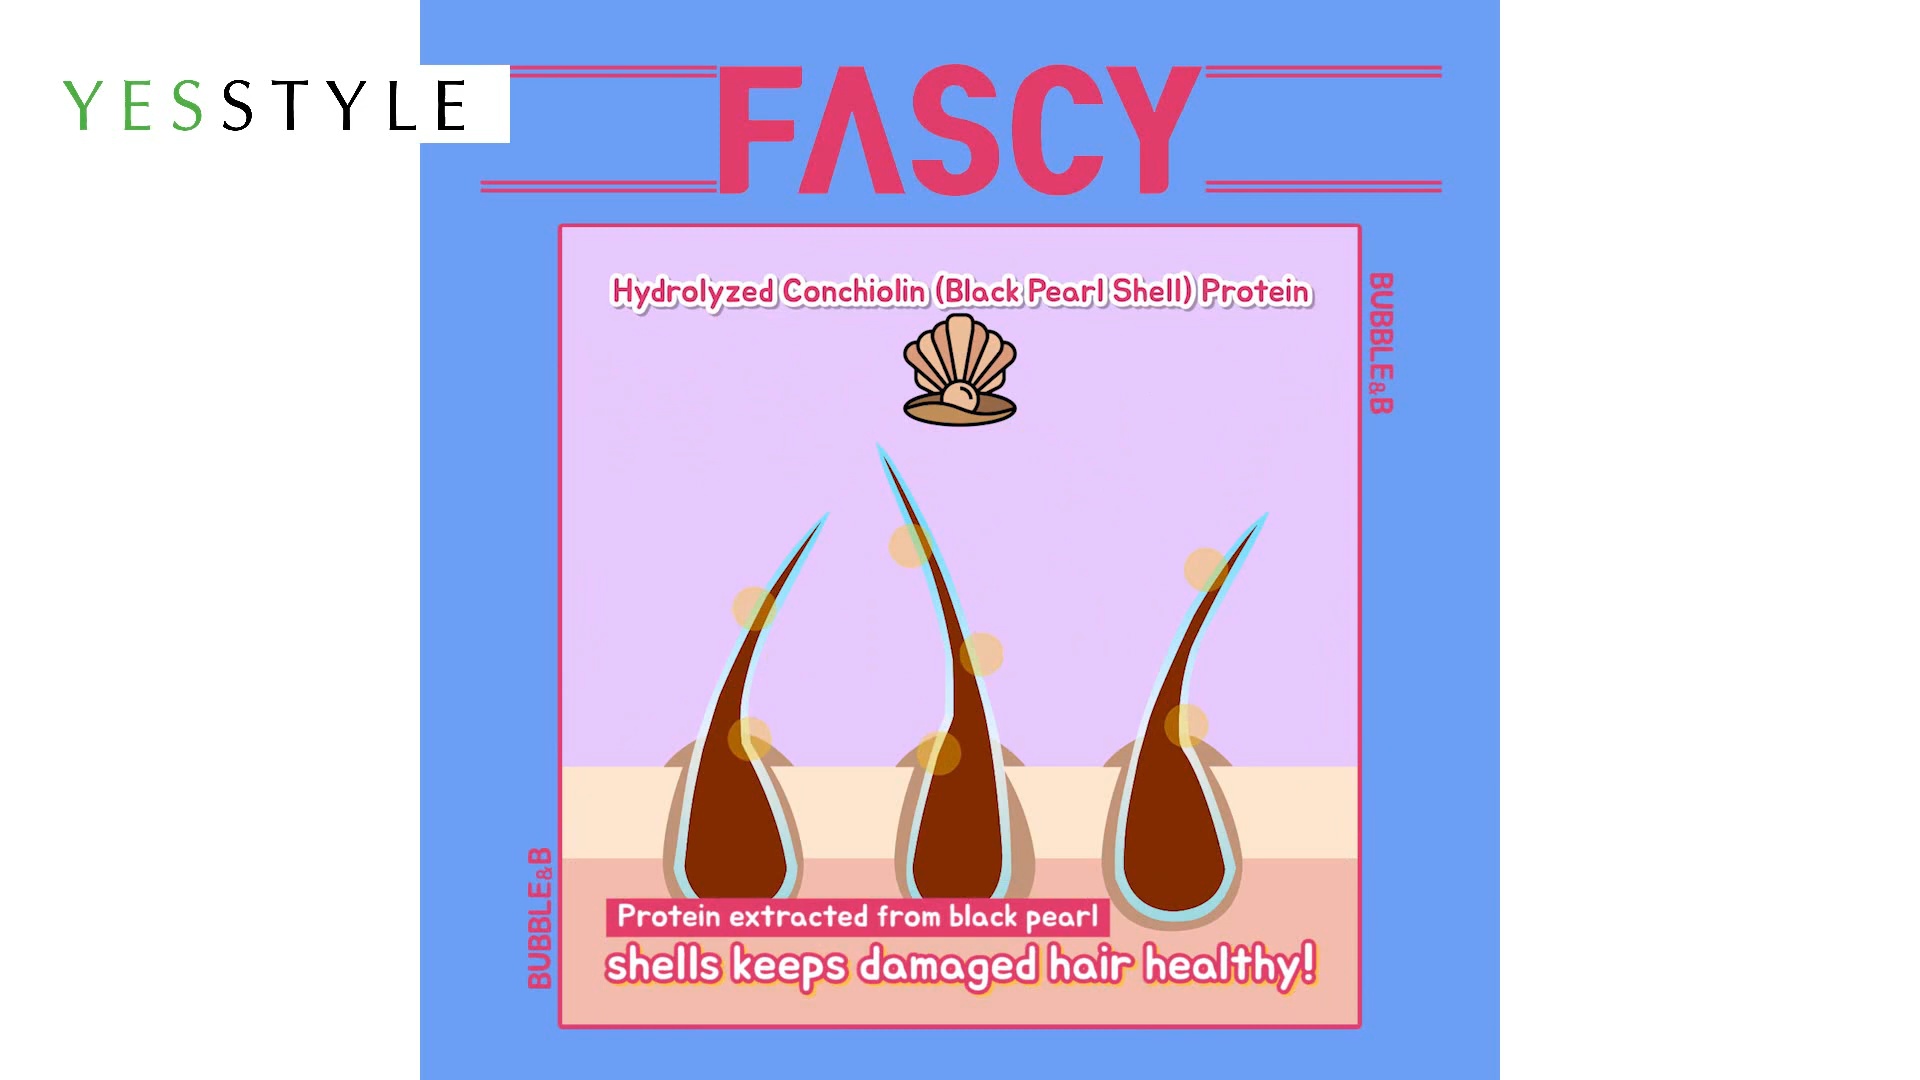 YESSTYLE
FASCY
Hydrolyzed Conchiolin (Black Pearl Shell) Protein
BUBBLE&B
BUBBLE&B
Protein extracted from black pearl
shells keeps damaged hair healthy!